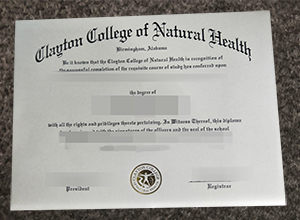 Clayton College of Natural Health
Birmingham, Alabama
Be it known that the Clayton College of Natural Health in recognition of
the successful completion of the requisite course of study has conferred upon
the degree of
with all the rights and privileges thereto pertaining. In Witness Thereof, this diploma
with the signatures of the officers and the seal of the school
President
Registrar